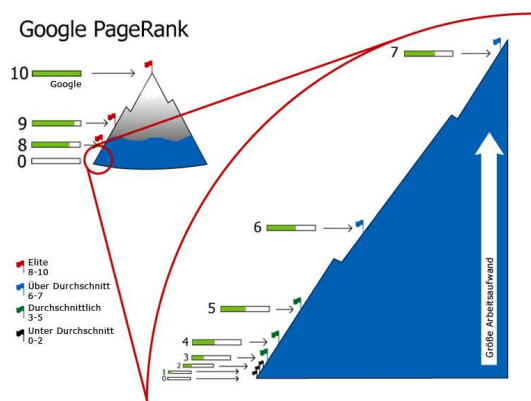 Google PageRank
10
Google
9
8
0
7
6
5
4
3
2
1
0
Elite
8-10
Über Durchschnitt
6-7
Durchschnittlich
3-5
Unter Durchschnitt
0-2
Größe Arbeitsaufwand